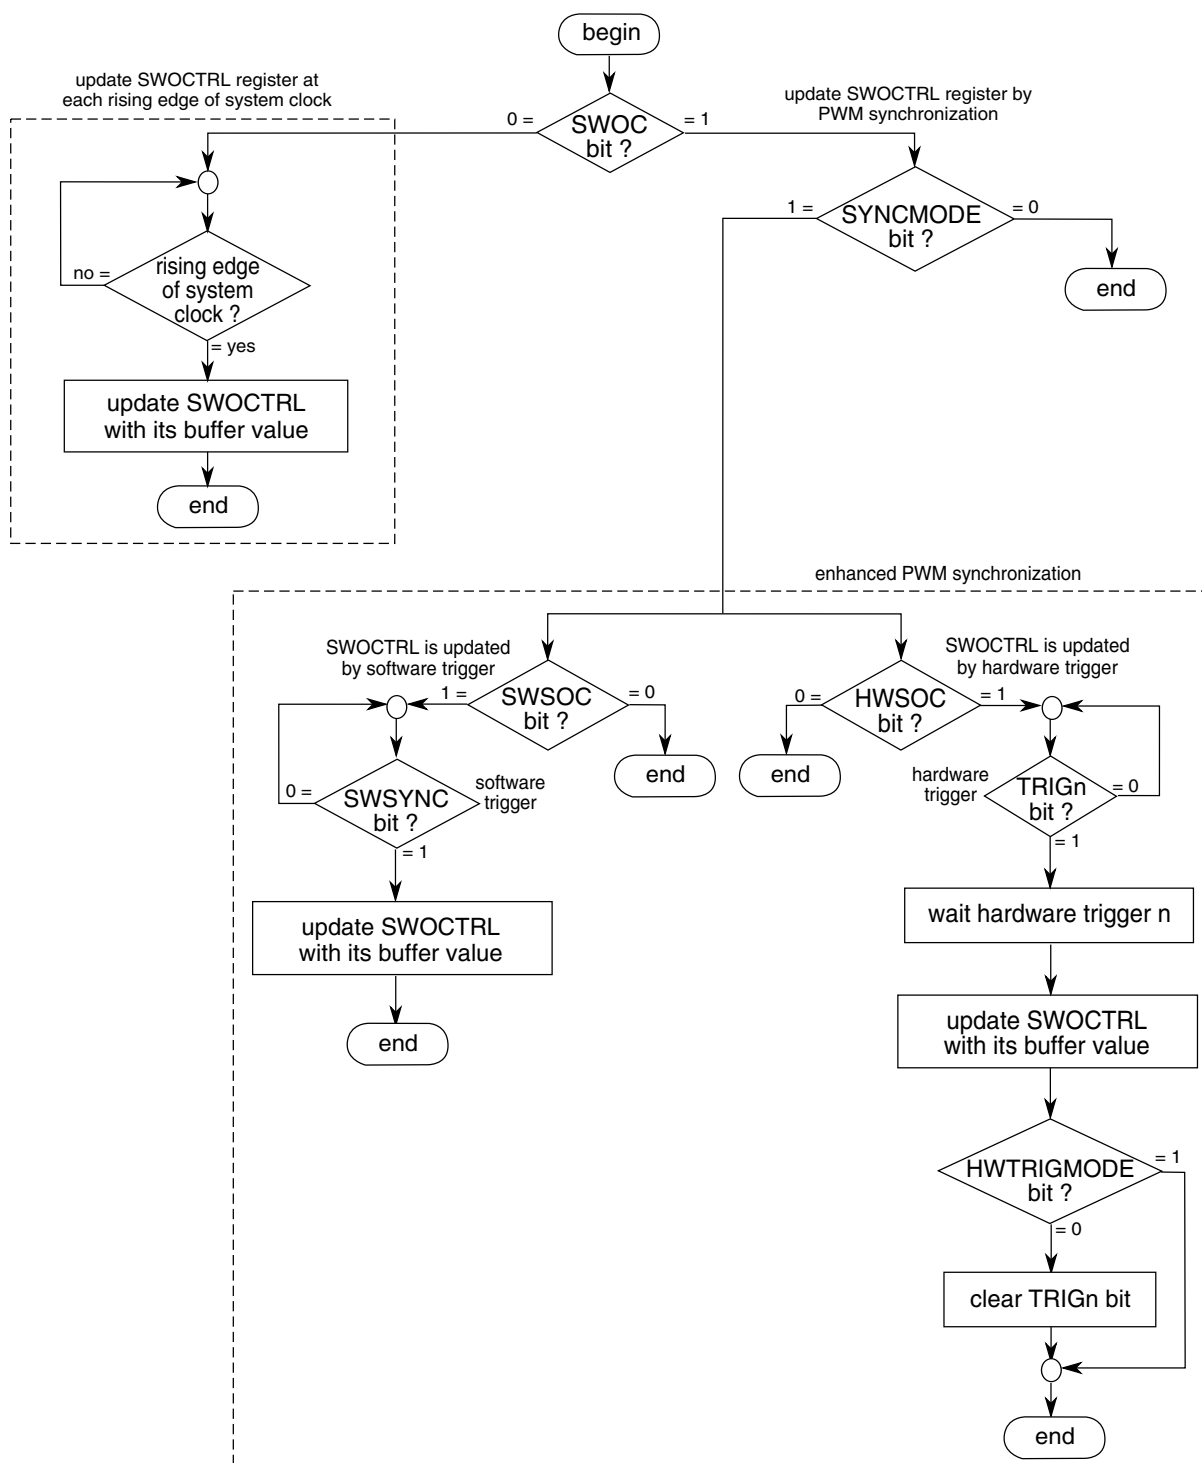 begin
update SWOCTRL register at
each rising edge of system clock
update SWOCTRL register by
PWM synchronization
0 =
SWOC
bit ?
= 1
1 =
SYNCMODE
bit ?
= 0
end
no =
rising edge
of system
clock ?
= yes
update SWOCTRL
with its buffer value
end
enhanced PWM synchronization
SWOCTRL is updated
by software trigger
SWOCTRL is updated
by hardware trigger
1 =
SWSOC
bit ?
= 0
end
0 =
HWSOC
bit ?
= 1
end
0 =
SWSYNC
bit ?
software
trigger
= 1
hardware
trigger
TRIGn
bit ?
= 0
= 1
update SWOCTRL
with its buffer value
end
wait hardware trigger n
update SWOCTRL
with its buffer value
HWTRIGMODE
bit ?
= 1
= 0
clear TRIGn bit
end